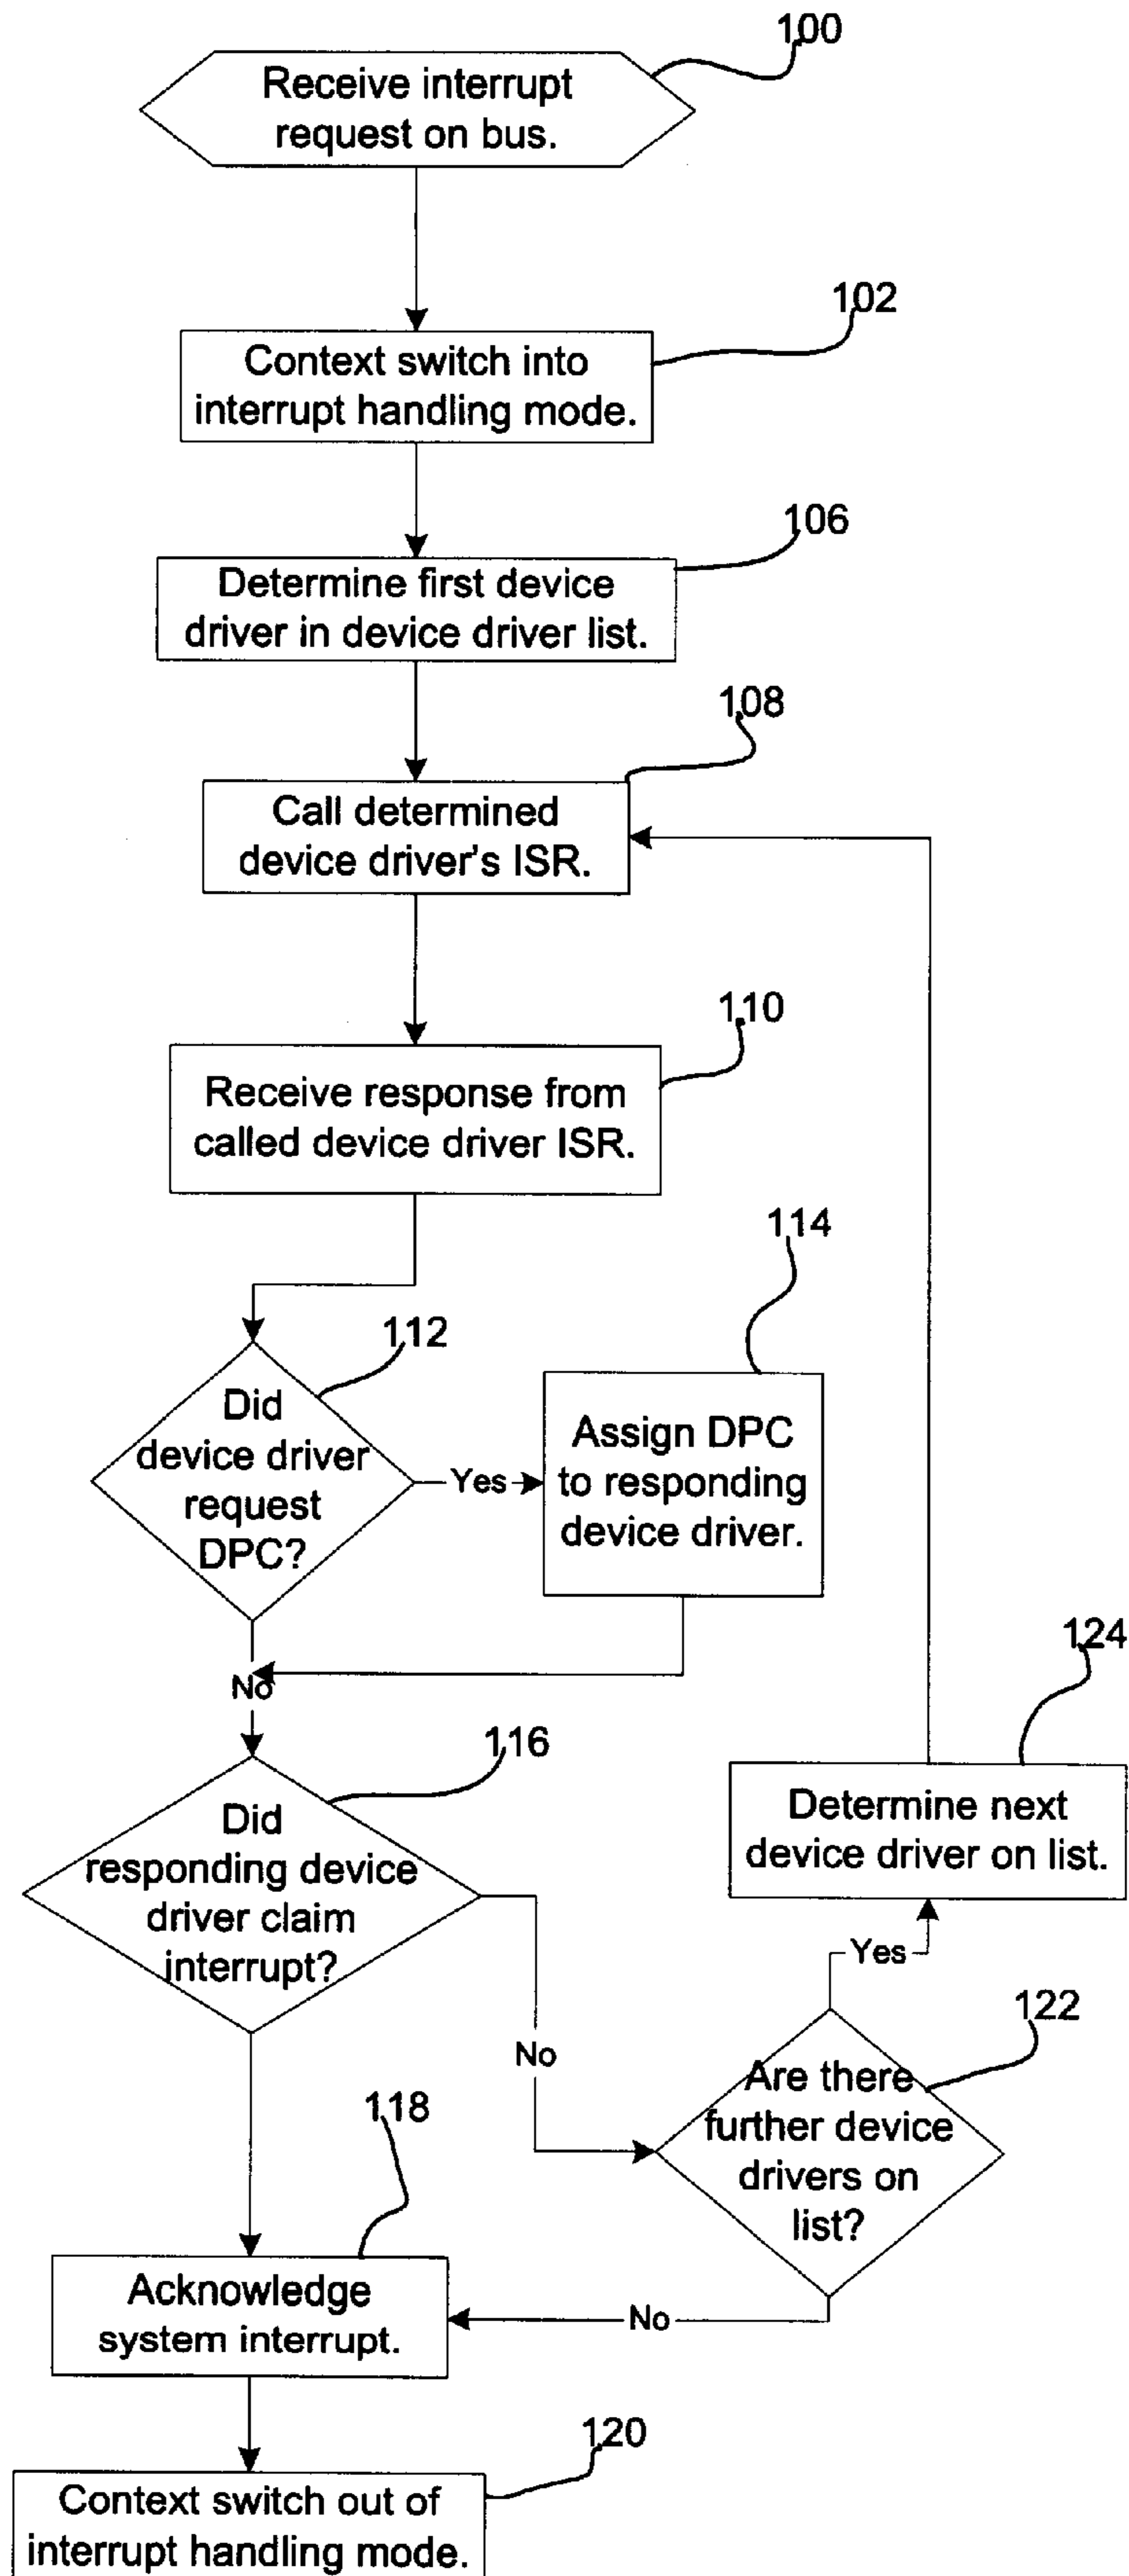 100
Receive interrupt
request on bus.
102
Context switch into
interrupt handling mode.
106
Determine first device
driver in device driver list.
108
Call determined
device driver's ISR.
110
Receive response from
called device driver ISR.
112
Did
device driver
request
DPC?
Yes
114
Assign DPC
to responding
device driver.
No
116
Did
responding device
driver claim
interrupt?
No
124
Determine next
device driver on list.
Yes
122
Are there
further device
drivers on
list?
No
118
Acknowledge
system interrupt.
120
Context switch out of
interrupt handling mode.